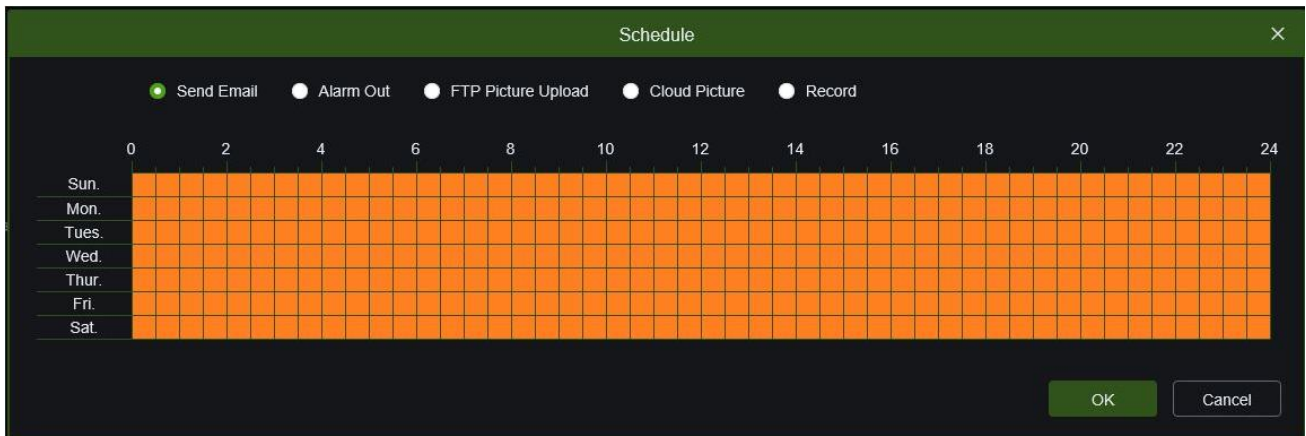 Schedule
Send Email Alarm Out FTP Picture Upload Cloud Picture Record
0 2 4 6 8 10 12 14 16 18 20 22 24
Sun.
Mon.
Tues.
Wed.
Thur.
Fri.
Sat.
OK Cancel